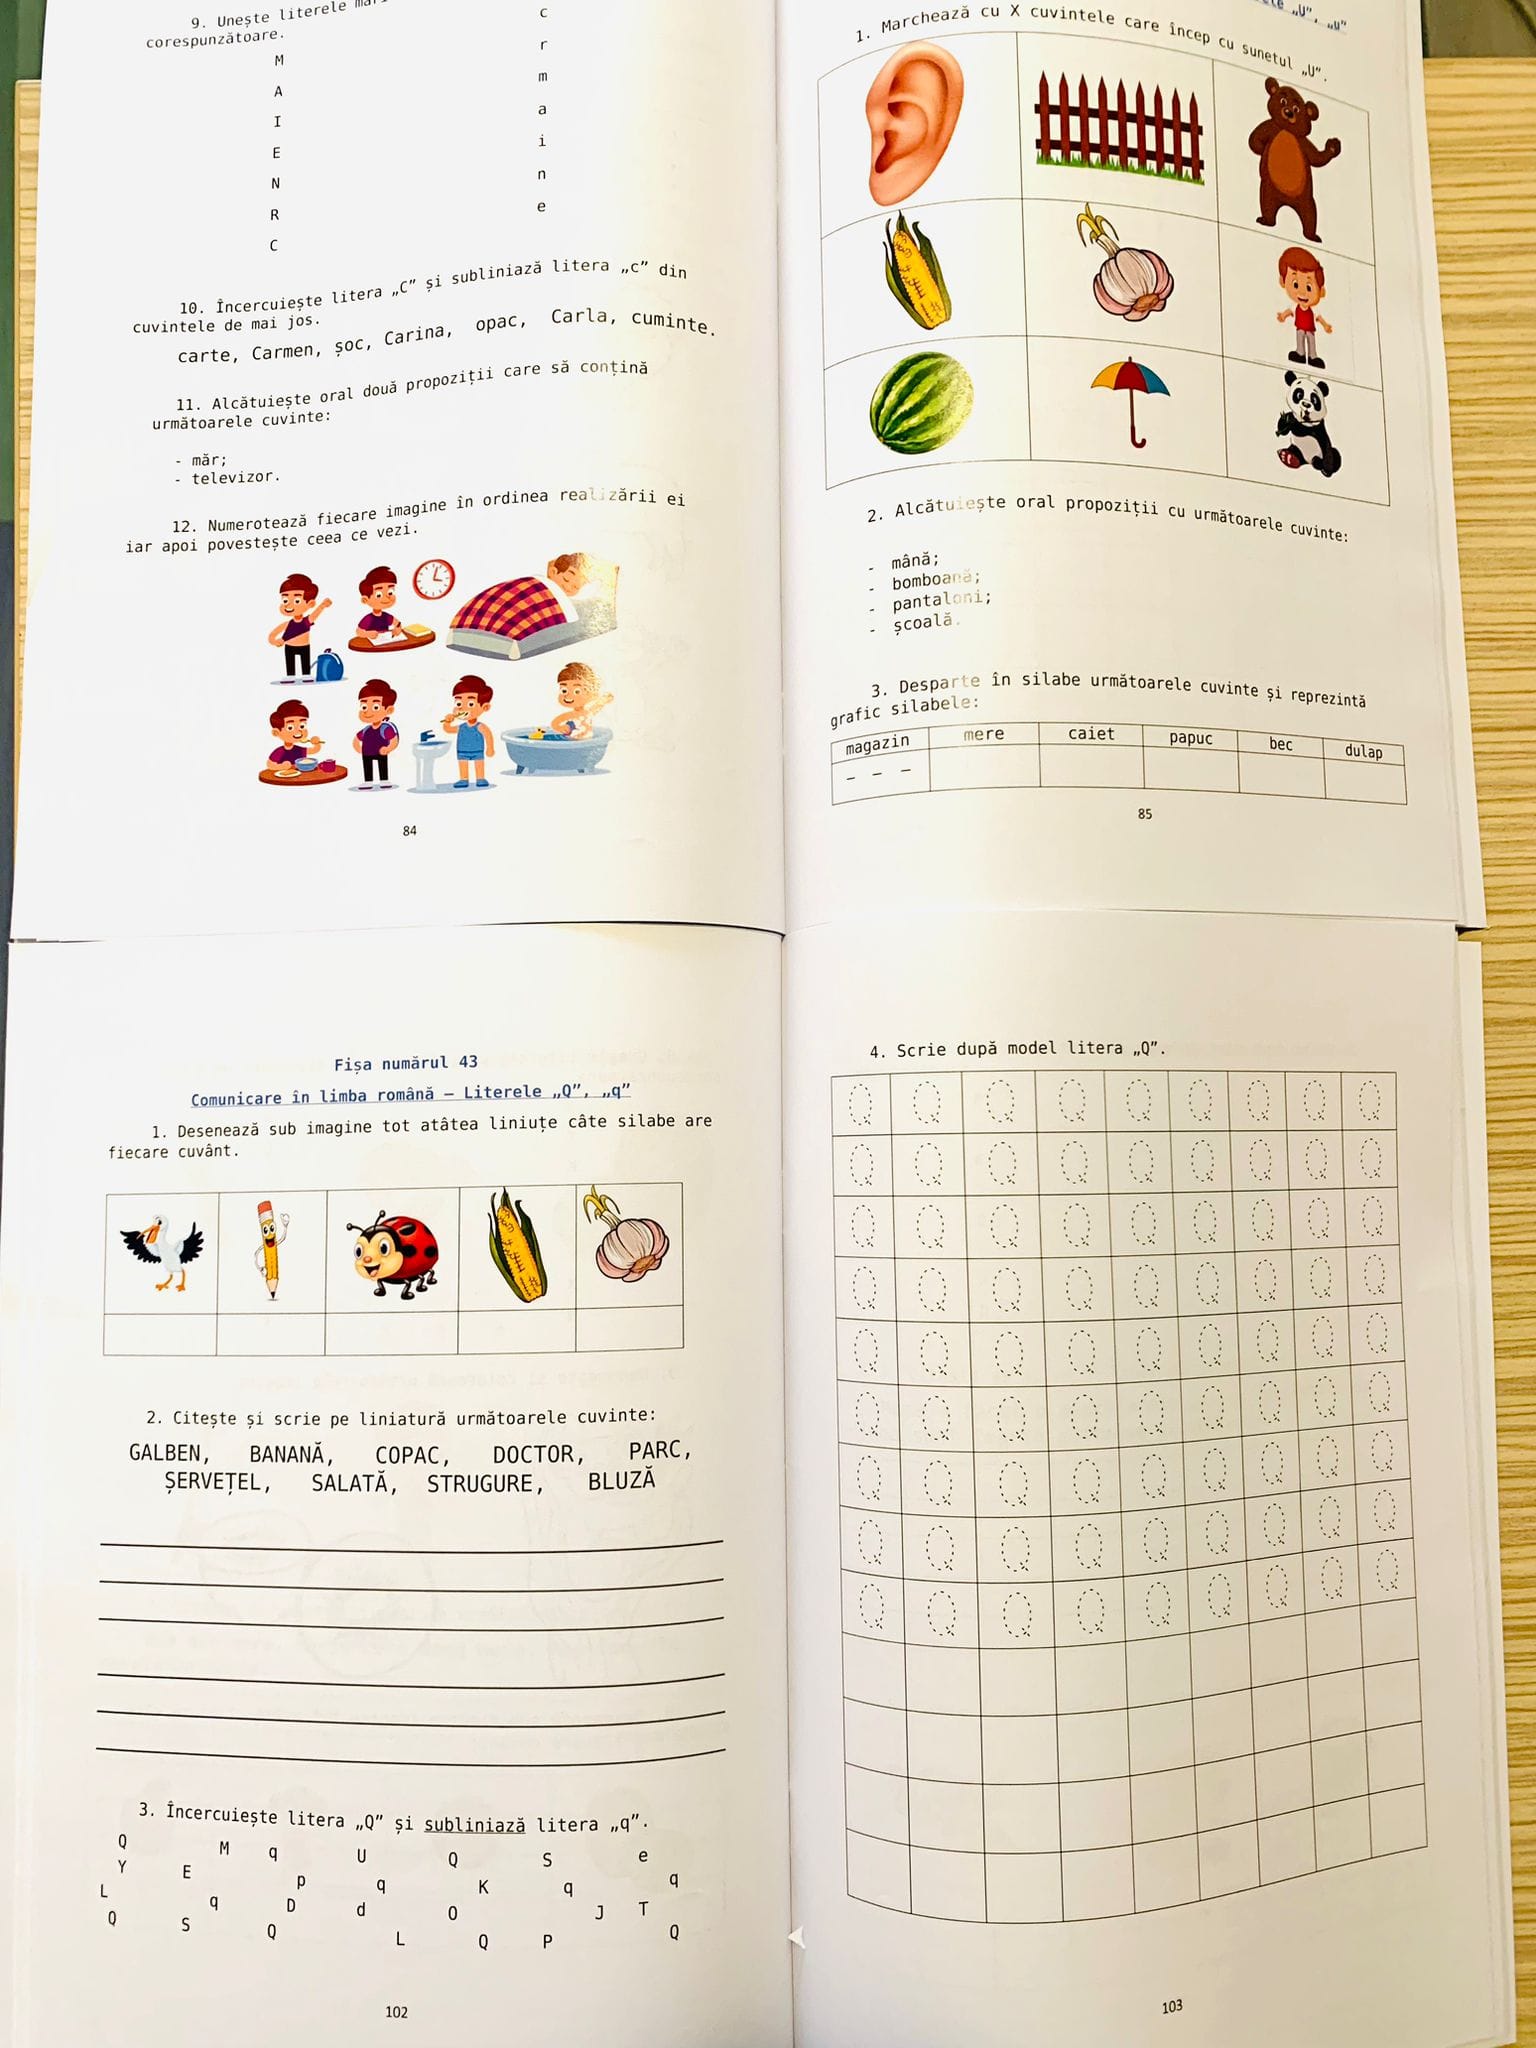 9. Unește literele
corespunzătoare.
M
A
I
E
N
R
C
c
r
m
a
i
n
e
10. Încercuiește litera „C” și subliniază litera „c” din
cuvintele de mai jos.
carte, Carmen, șoc, Carina, opac, Carla, cuminte.
11. Alcătuiește oral două propoziții care să conțină
următoarele cuvinte:
- măr;
- televizor.
12. Numerotează fiecare imagine în ordinea realizării ei
iar apoi povestește ceea ce vezi.
84
„U”, „u”
1. Marchează cu X cuvintele care încep cu sunetul „U”.
2. Alcătuiește oral propoziții cu următoarele cuvinte:
- mână;
- bomboană;
- pantaloni;
- școală.
3. Desparte în silabe următoarele cuvinte și reprezintă
grafic silabele:
magazin mere caiet papuc bec dulap
_ _ _
85
Fișa numărul 43
Comunicare în limba română – Literele „Q”, „q”
1. Desenează sub imagine tot atâtea liniuțe câte silabe are
fiecare cuvânt.
2. Citește și scrie pe liniatură următoarele cuvinte:
GALBEN, BANANĂ, COPAC, DOCTOR, PARC,
ȘERVEȚEL, SALATĂ, STRUGURE, BLUZĂ
3. Încercuiește litera „Q” și subliniază litera „q”.
Q M q U Q S e
Y E p q K q q
L q D d O J T
Q S Q L Q P Q
102
4. Scrie după model litera „Q”.
Q Q Q Q Q Q Q Q Q
Q Q Q Q Q Q Q Q Q
Q Q Q Q Q Q Q Q Q
Q Q Q Q Q Q Q Q Q
Q Q Q Q Q Q Q Q Q
Q Q Q Q Q Q Q Q Q
Q Q Q Q Q Q Q Q Q
Q Q Q Q Q Q Q Q Q
Q Q Q Q Q Q Q Q Q
103